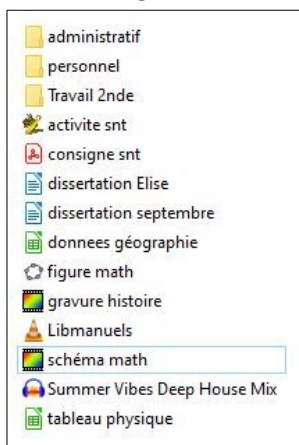 administratif
personnel
Travail 2nde
activite snt
consigne snt
dissertation Elise
dissertation septembre
donnees géographie
figure math
gravure histoire
Libmanuels
schéma math
Summer Vibes Deep House Mix
tableau physique